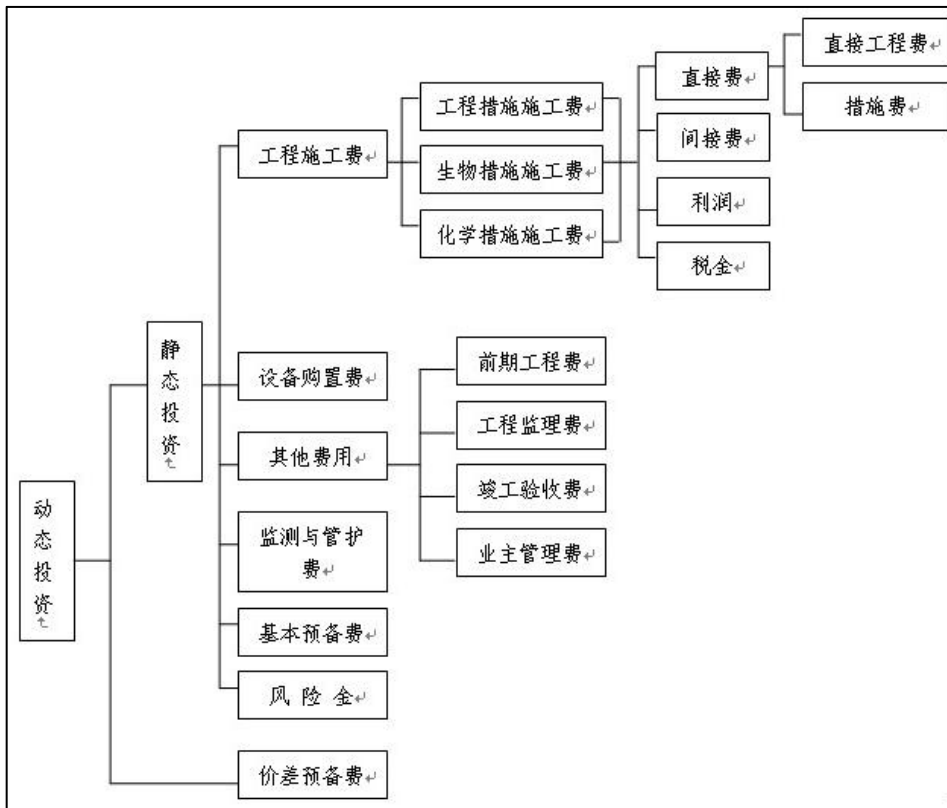 直接工程费
直接费
措施费
工程措施施工费
间接费
工程施工费
生物措施施工费
利润
化学措施施工费
税金
静
态
投
资
前期工程费
设备购置费
工程监理费
其他费用
竣工验收费
动
态
投
资
监测与管护
费
业主管理费
基本预备费
风 险 金
价差预备费